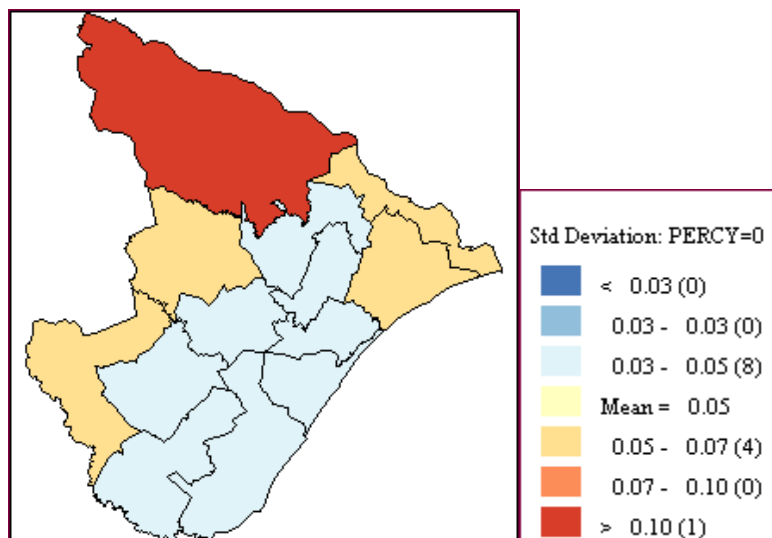 Std Deviation: PERCY=0
< 0.03 (0)
0.03 - 0.03 (0)
0.03 - 0.05 (8)
Mean = 0.05
0.05 - 0.07 (4)
0.07 - 0.10 (0)
> 0.10 (1)